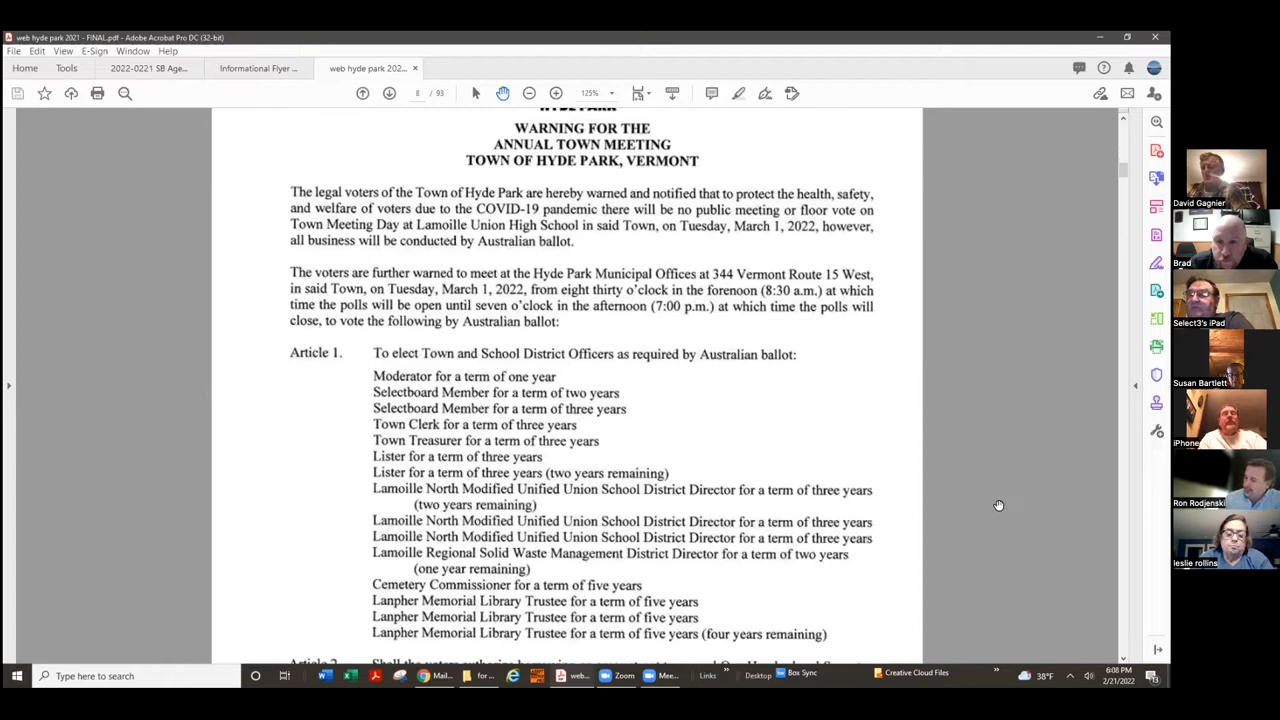 web hyde park 2021 - FINAL.pdf - Adobe Acrobat Pro DC (32-bit)
File Edit View E-Sign Window Help
Home Tools 2022-0221 SB Age... Informational Flyer ... web hyde park 202... ×
8 / 93 125%
HYDE PARK
WARNING FOR THE
ANNUAL TOWN MEETING
TOWN OF HYDE PARK, VERMONT
The legal voters of the Town of Hyde Park are hereby warned and notified that to protect the health, safety,
and welfare of voters due to the COVID-19 pandemic there will be no public meeting or floor vote on
Town Meeting Day at Lamoille Union High School in said Town, on Tuesday, March 1, 2022, however,
all business will be conducted by Australian ballot.
The voters are further warned to meet at the Hyde Park Municipal Offices at 344 Vermont Route 15 West,
in said Town, on Tuesday, March 1, 2022, from eight thirty o'clock in the forenoon (8:30 a.m.) at which
time the polls will be open until seven o'clock in the afternoon (7:00 p.m.) at which time the polls will
close, to vote the following by Australian ballot:
Article 1. To elect Town and School District Officers as required by Australian ballot:
Moderator for a term of one year
Selectboard Member for a term of two years
Selectboard Member for a term of three years
Town Clerk for a term of three years
Town Treasurer for a term of three years
Lister for a term of three years
Lister for a term of three years (two years remaining)
Lamoille North Modified Unified Union School District Director for a term of three years
(two years remaining)
Lamoille North Modified Unified Union School District Director for a term of three years
Lamoille North Modified Unified Union School District Director for a term of three years
Lamoille Regional Solid Waste Management District Director for a term of two years
(one year remaining)
Cemetery Commissioner for a term of five years
Lanpher Memorial Library Trustee for a term of five years
Lanpher Memorial Library Trustee for a term of five years
Lanpher Memorial Library Trustee for a term of five years (four years remaining)
Article 2. Shall the voters authorize
David Gagnier
Brad
Select3's iPad
Susan Bartlett
iPhone
Ron Rodjenski
leslie rollins
Type here to search Mail... for ... web... Zoom Mee... Links Desktop Box Sync Creative Cloud Files 38°F 6:08 PM
2/21/2022